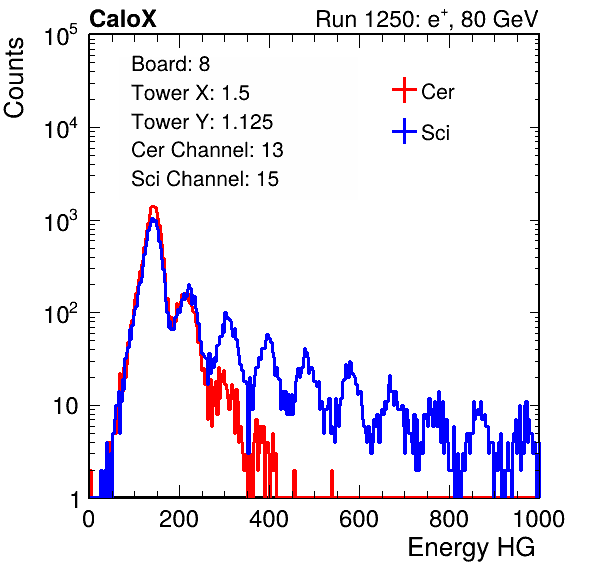 CaloX Run 1250: e⁺, 80 GeV
Counts
10⁵
10⁴
10³
10²
10
1
Board: 8
Tower X: 1.5
Tower Y: 1.125
Cer Channel: 13
Sci Channel: 15
Cer
Sci
0 200 400 600 800 1000
Energy HG